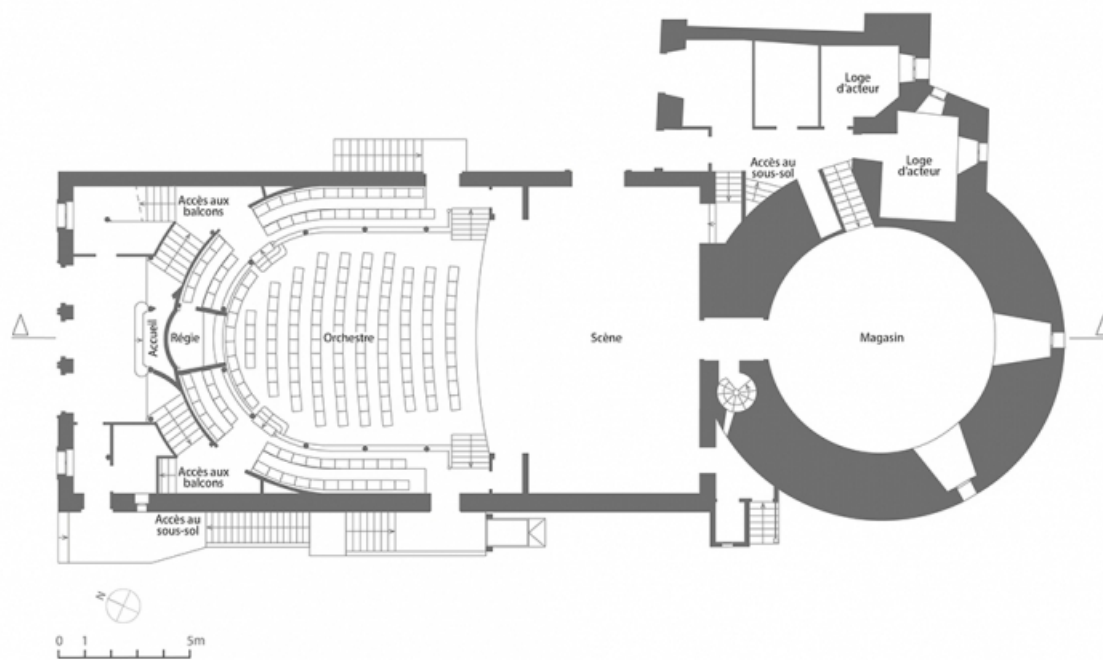 Loge
d'acteur
Loge
d'acteur
Accès au
sous-sol
Accès aux
balcons
Accueil
Régie
Orchestre
Scène
Magasin
Accès aux
balcons
Accès au
sous-sol
N
0 1 5m